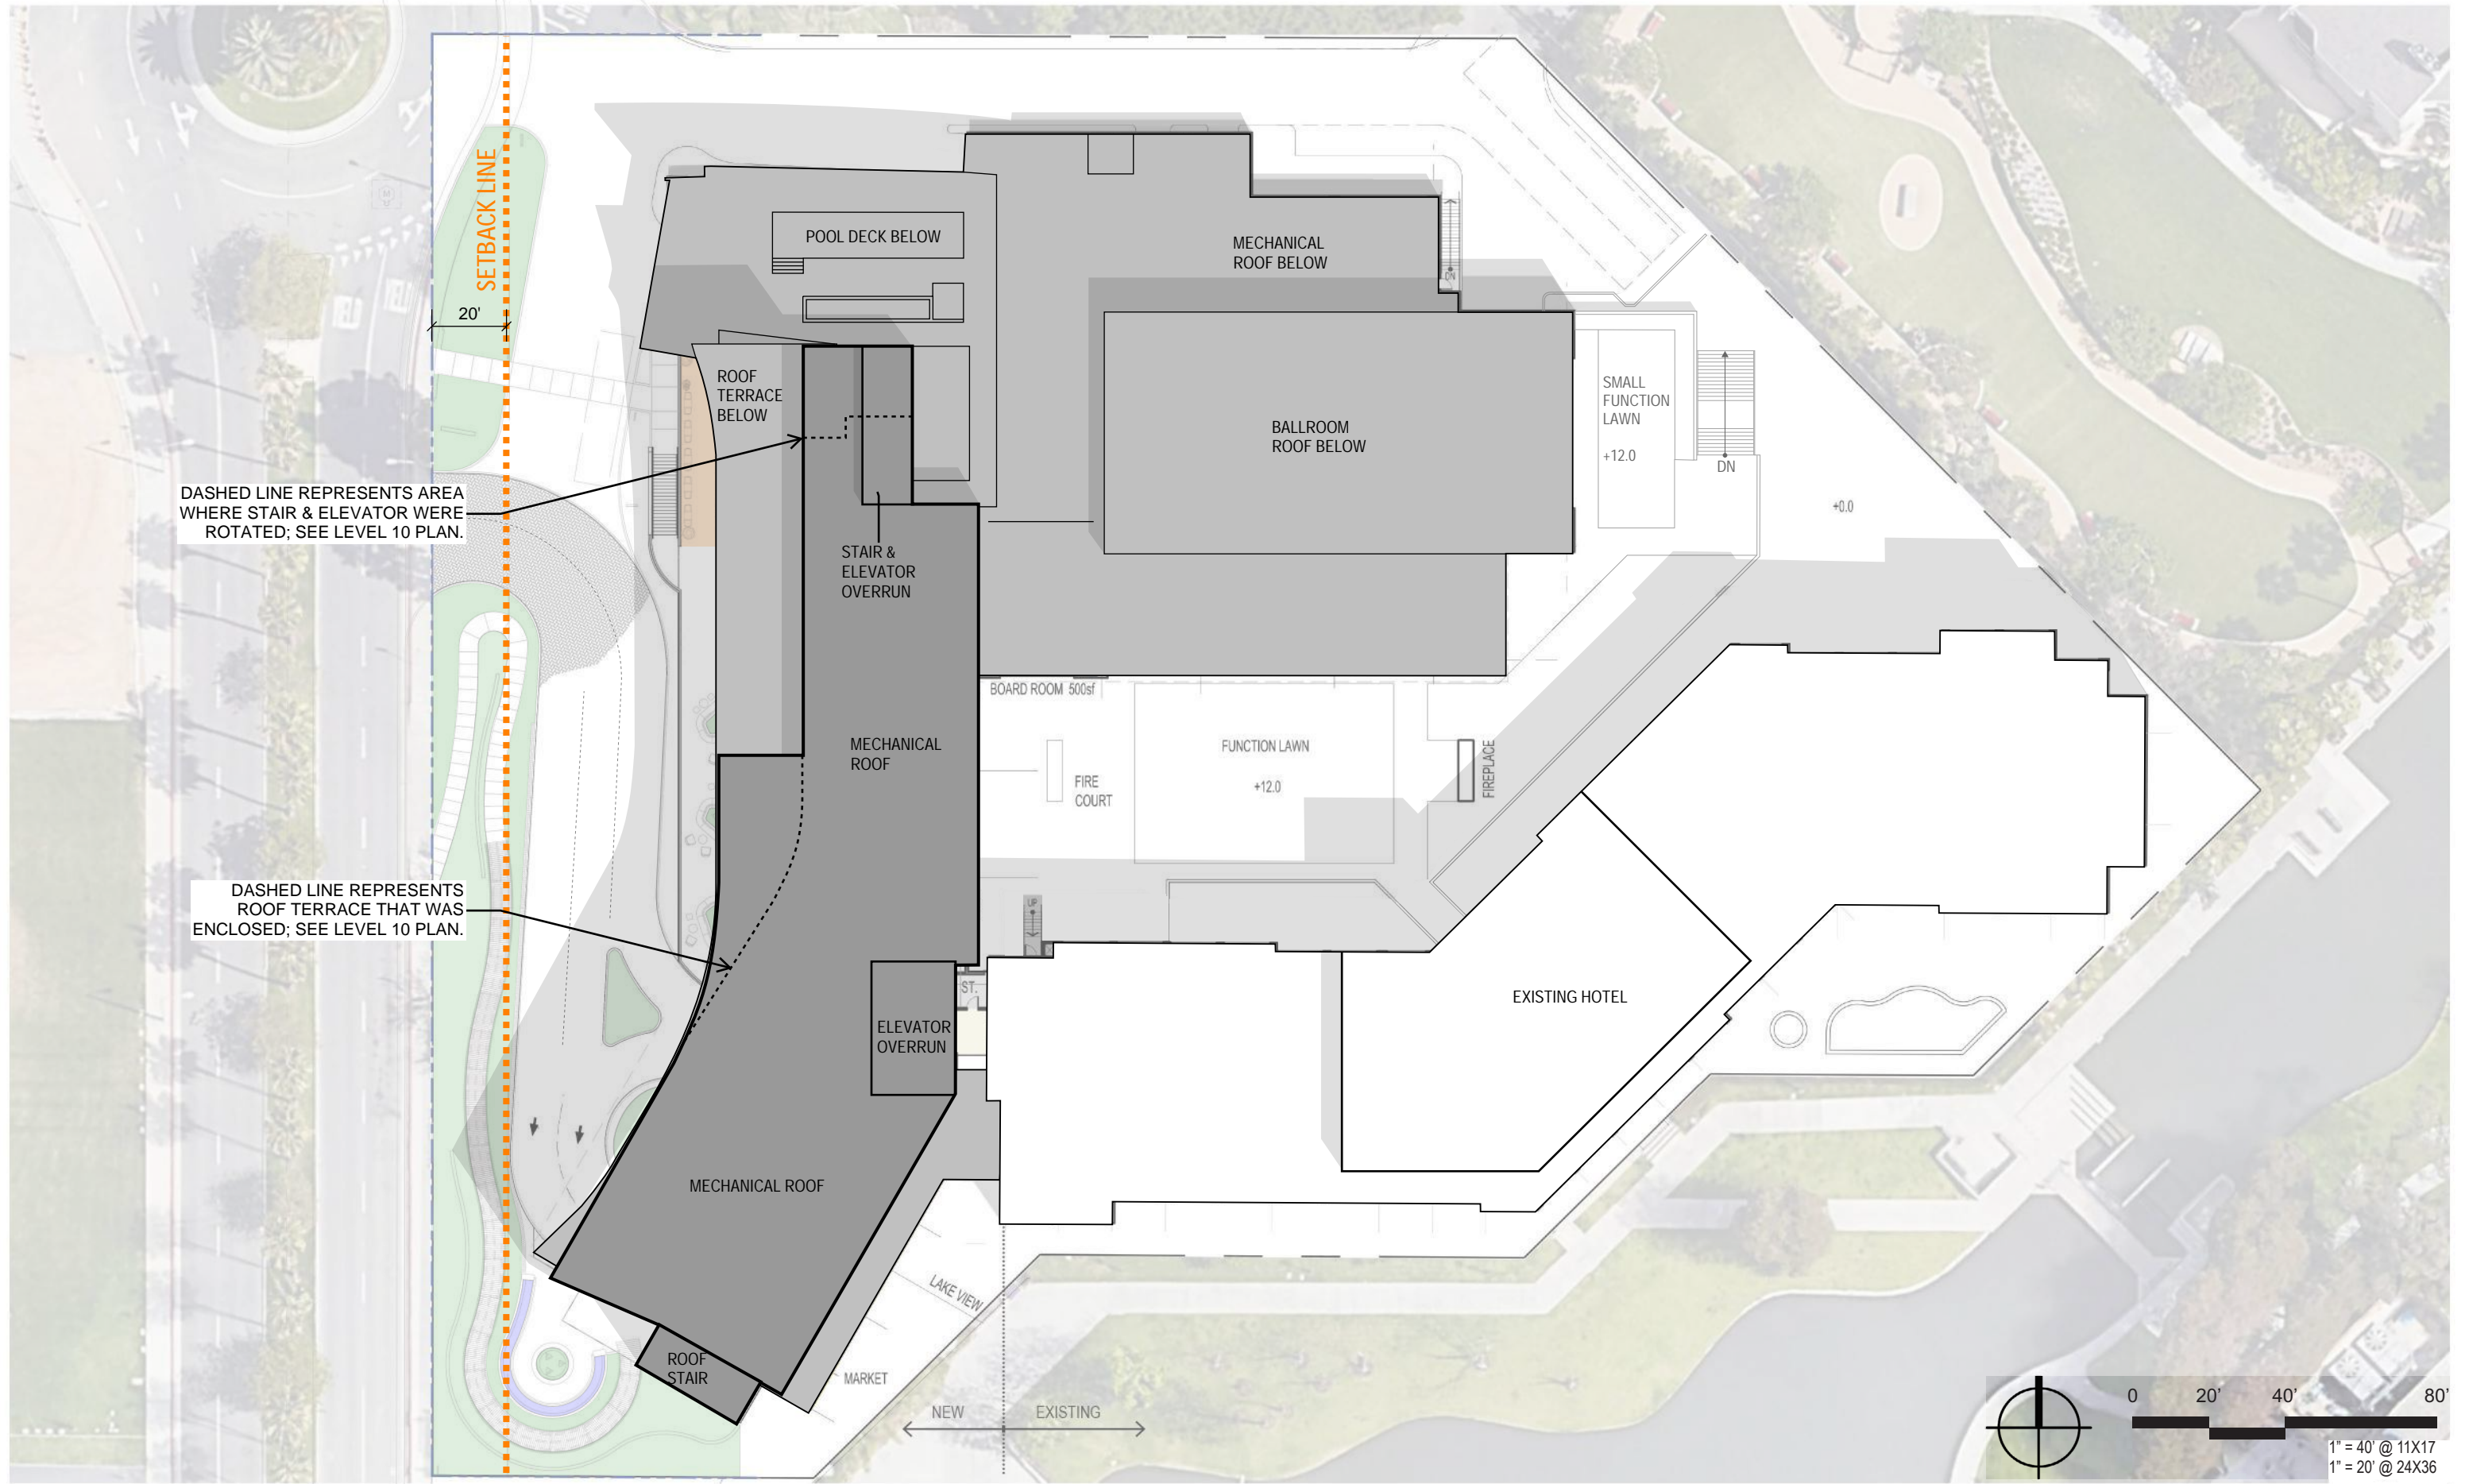 SETBACK LINE
20'
POOL DECK BELOW
MECHANICAL
ROOF BELOW
DN
ROOF
TERRACE
BELOW
SMALL
FUNCTION
LAWN
+12.0
BALLROOM
ROOF BELOW
DN
DASHED LINE REPRESENTS AREA
WHERE STAIR & ELEVATOR WERE
ROTATED; SEE LEVEL 10 PLAN.
+0.0
STAIR &
ELEVATOR
OVERRUN
BOARD ROOM 500sf
MECHANICAL
ROOF
FUNCTION LAWN
+12.0
FIREPLACE
FIRE
COURT
DASHED LINE REPRESENTS
ROOF TERRACE THAT WAS
ENCLOSED; SEE LEVEL 10 PLAN.
UP
ST.
EXISTING HOTEL
ELEVATOR
OVERRUN
MECHANICAL ROOF
LAKE VIEW
ROOF
STAIR
MARKET
NEW
EXISTING
0
20'
40'
80'
1" = 40' @ 11X17
1" = 20' @ 24X36